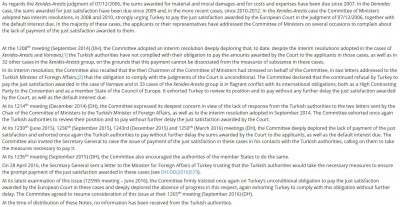 As regards the Xenides-Arestis judgment of 07/12/2006, the sums awarded for material and moral damages and for costs and expenses have been due since 2007. In the Demades
case, the sums awarded for just satisfaction have been due since 2009 and, in the more recent cases, since 2010-2012. In the Xenides-Arestis case the Committee of Ministers
adopted two interim resolutions, in 2008 and 2010, strongly urging Turkey to pay the just satisfaction awarded by the European Court in the judgment of 07/12/2006, together with
the default interest due. In the majority of these cases, the applicants or their representatives have addressed the Committee of Ministers on several occasions to complain about
the lack of payment of the just satisfaction awarded to them.
At the 1208th meeting (September 2014) (DH), the Committee adopted an interim resolution deeply deploring that, to date, despite the interim resolutions adopted in the cases of
Xenides-Arestis and Varnava,[1] the Turkish authorities have not complied with their obligation to pay the amounts awarded by the Court to the applicants in those cases, as well as in
32 other cases in the Xenides-Arestis group, on the grounds that this payment cannot be dissociated from the measures of substance in these cases.
In its interim resolution, the Committee also recalled that the then Chairmen of the Committee of Ministers had stressed on behalf of the Committee, in two letters addressed to the
Turkish Minister of Foreign Affairs,[2] that the obligation to comply with the judgments of the Court is unconditional. The Committee declared that the continued refusal by Turkey to
pay the just satisfaction awarded in the case of Varnava and in 33 cases of the Xenides-Arestis group is in flagrant conflict with its international obligations, both as a High Contracting
Party to the Convention and as a member State of the Council of Europe. It exhorted Turkey to review its position and to pay without any further delay the just satisfaction awarded
by the Court, as well as the default interest due.
At its 1214th meeting (December 2014) (DH), the Committee expressed its deepest concern in view of the lack of response from the Turkish authorities to the two letters sent by the
Chair of the Committee of Ministers to the Turkish Minister of Foreign Affairs, as well as to the interim resolution adopted in September 2014. The Committee exhorted once again
the Turkish authorities to review their position and to pay without further delay the just satisfaction awarded by the Court.
At its 1230th (June 2015), 1236th (September 2015), 1243rd (December 2015) and 1250th (March 2016) meetings (DH), the Committee deeply deplored the lack of payment of the just
satisfaction and exhorted once again the Turkish authorities to pay without further delay the sums awarded by the Court to the applicants, as well as the default interest due. The
Committee also invited the Secretary General to raise the issue of payment of the just satisfaction in these cases in his contacts with the Turkish authorities, calling on them to take
the measures necessary to pay it.
At its 1236th meeting (September 2015) (DH), the Committee also encouraged the authorities of the member States to do the same.
On 28 April 2016, the Secretary General sent a letter to the Minister for Foreign Affairs of Turkey trusting that the Turkish authorities would take the necessary measures to ensure
the prompt payment of the just satisfaction awarded in these cases (see DH-DD(2016)573).
At its latest examination of this issue (1259th meeting – June 2016), the Committee firmly insisted once again on Turkey's unconditional obligation to pay the just satisfaction
awarded by the European Court in these cases and deeply deplored the absence of progress in this respect, again exhorting Turkey to comply with this obligation without further
delay. The Committee agreed to resume consideration of this issue at their 1265th meeting (September 2016) (DH).
At the time of distribution of these Notes, no information has been received from the Turkish authorities.